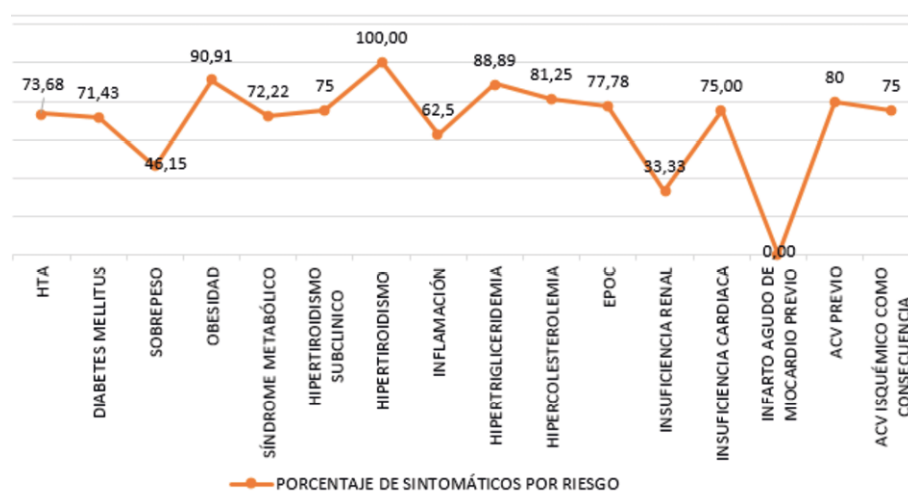 73,68
71,43
46,15
90,91
72,22
75
100,00
62,5
88,89
81,25
77,78
33,33
75,00
0,00
80
75
HTA
DIABETES MELLITUS
SOBREPESO
OBESIDAD
SÍNDROME METABÓLICO
HIPERTIROIDISMO
SUBCLINICO
HIPERTIROIDISMO
INFLAMACIÓN
HIPERTRIGLICERIDEMIA
HIPERCOLESTEROLEMIA
EPOC
INSUFICIENCIA RENAL
INSUFICIENCIA CARDIACA
INFARTO AGUDO DE
MIOCARDIO PREVIO
ACV PREVIO
ACV ISQUÉMICO COMO
CONSECUENCIA
PORCENTAJE DE SINTOMÁTICOS POR RIESGO